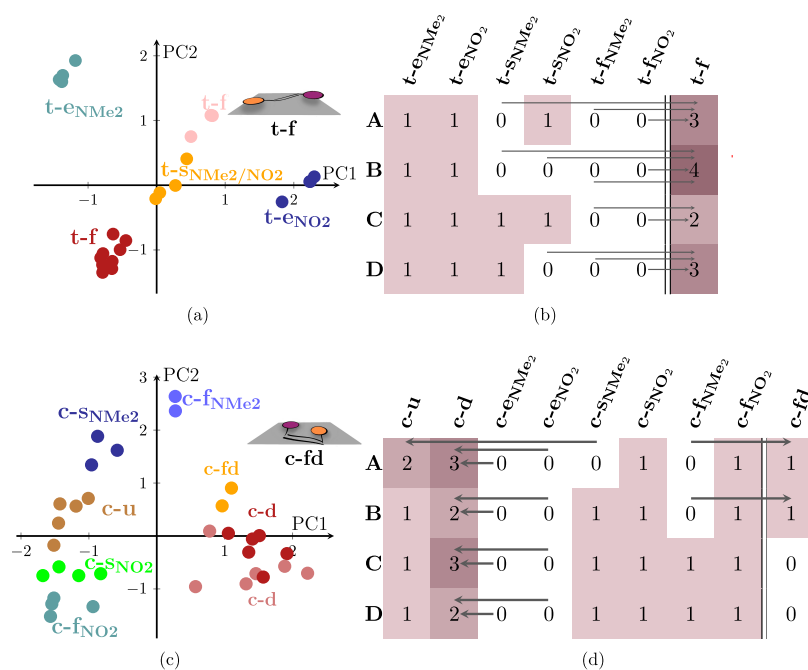 PC2
2
t-e_NMe2
t-f
t-f
1
t-s_NMe2/NO2
PC1
−1
1
2
t-e_NO2
t-f
−1
(a)
t-e_NMe₂ t-e_NO₂ t-s_NMe₂ t-s_NO₂ t-f_NMe₂ t-f_NO₂ t-f
A 1 1 0 1 0 0 3
B 1 1 0 0 0 0 4
C 1 1 1 1 0 0 2
D 1 1 1 0 0 0 3
(b)
3 PC2
c-f_NMe2
c-s_NMe2
2
c-fd
c-fd
1
c-u
c-d
PC1
−2
−1
1
2
c-s_NO2
−1
c-d
c-f_NO2
(c)
c-u c-d c-e_NMe₂ c-e_NO₂ c-s_NMe₂ c-s_NO₂ c-f_NMe₂ c-f_NO₂ c-fd
A 2 3 0 0 0 1 0 1 1
B 1 2 0 0 1 1 0 1 1
C 1 3 0 0 1 1 1 1 0
D 1 2 0 0 1 1 1 1 0
(d)